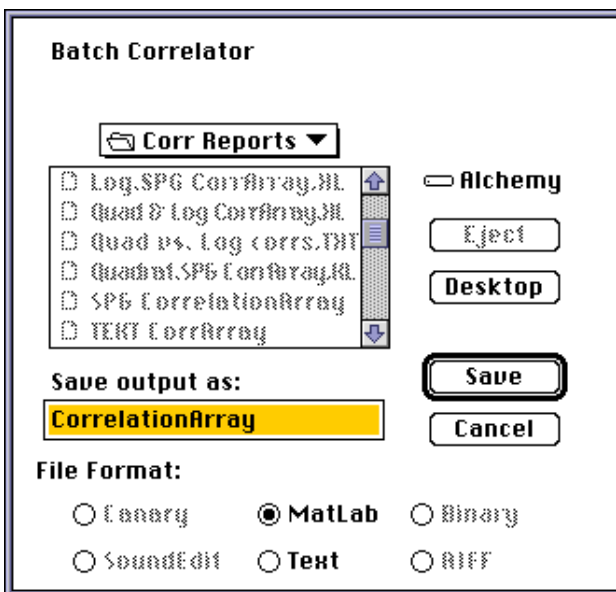 Batch Correlator
Corr Reports
Log.SPG CorrArray.XL
Quad & Log CorrArray.XL
Quad vs. Log corrs.TXT
Quadrat.SPG CorrArray.XL
SPG CorrelationArray
TEXT CorrArray
Alchemy
Eject
Desktop
Save output as:
CorrelationArray
Save
Cancel
File Format:
Canary MatLab Binary
SoundEdit Text AIFF